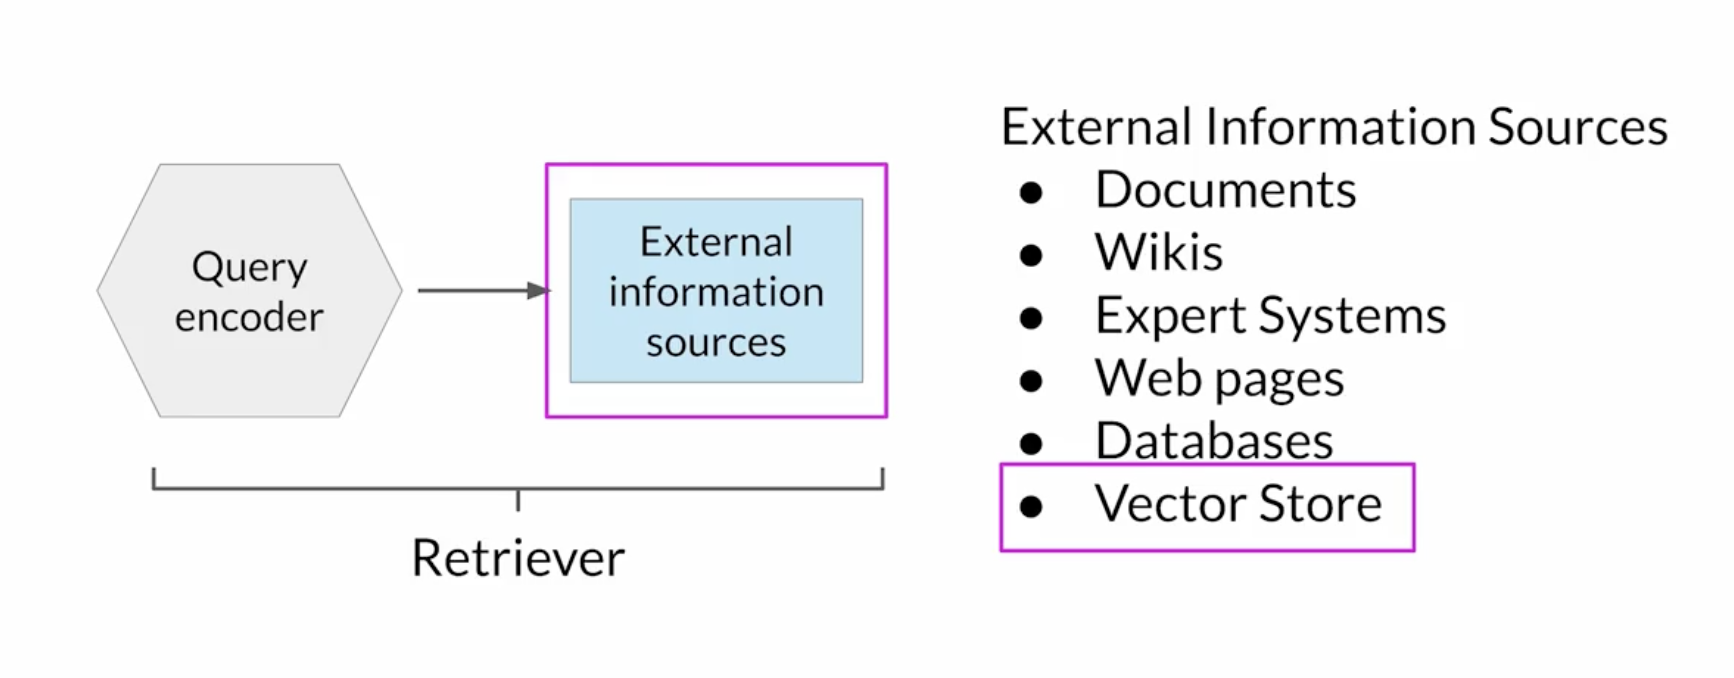 Query
encoder
External
information
sources
Retriever
External Information Sources
● Documents
● Wikis
● Expert Systems
● Web pages
● Databases
● Vector Store